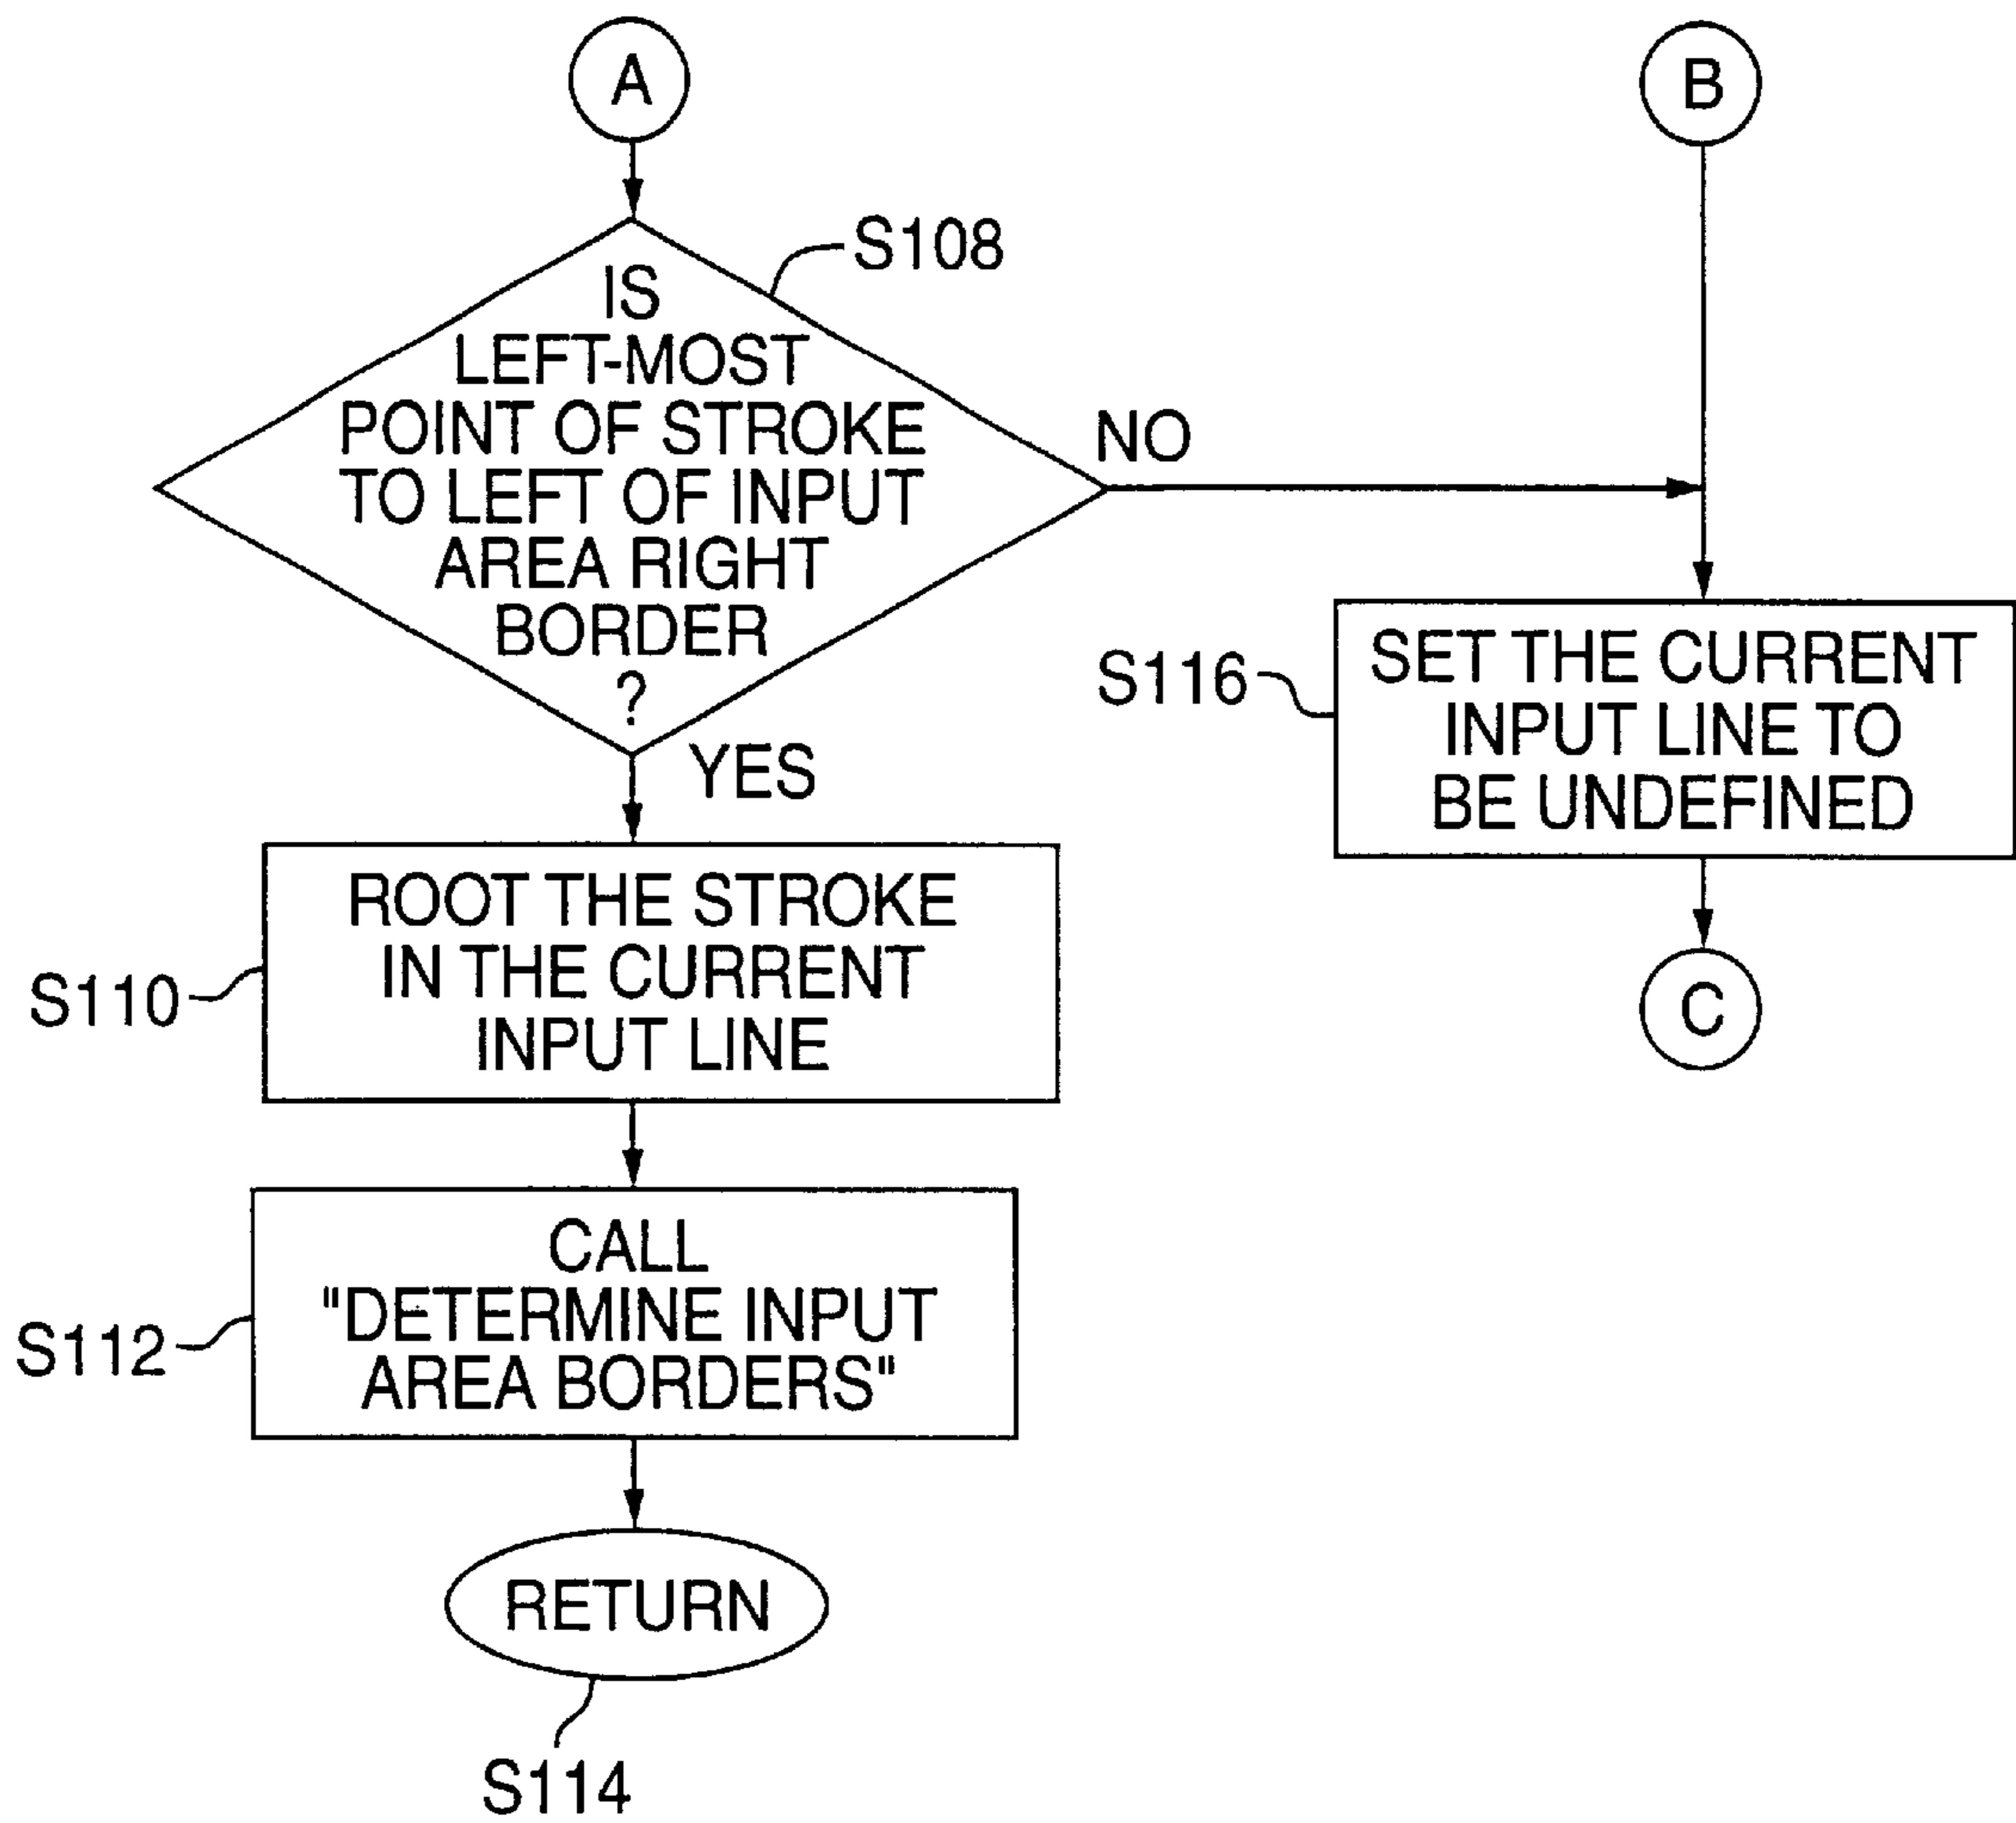 A
B
S108
IS
LEFT-MOST
POINT OF STROKE
TO LEFT OF INPUT
AREA RIGHT
BORDER
?
NO
YES
S116
SET THE CURRENT
INPUT LINE TO
BE UNDEFINED
C
S110
ROOT THE STROKE
IN THE CURRENT
INPUT LINE
S112
CALL
"DETERMINE INPUT
AREA BORDERS"
RETURN
S114